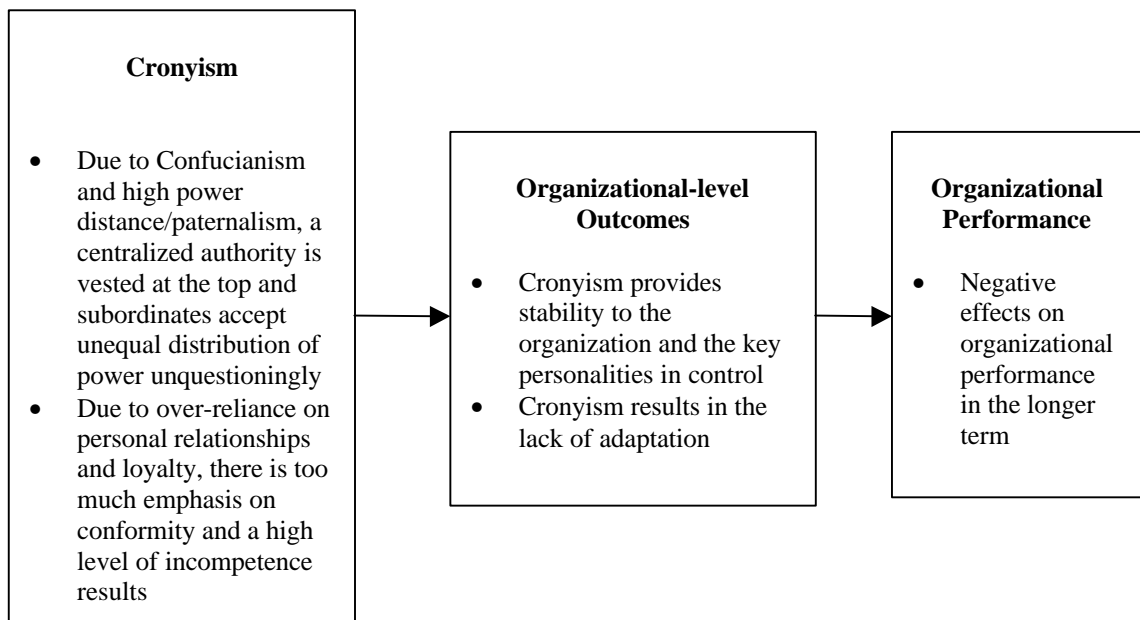 Cronyism
• Due to Confucianism
and high power
distance/paternalism, a
centralized authority is
vested at the top and
subordinates accept
unequal distribution of
power unquestioningly
• Due to over-reliance on
personal relationships
and loyalty, there is too
much emphasis on
conformity and a high
level of incompetence
results
Organizational-level
Outcomes
• Cronyism provides
stability to the
organization and the key
personalities in control
• Cronyism results in the
lack of adaptation
Organizational
Performance
• Negative
effects on
organizational
performance
in the longer
term